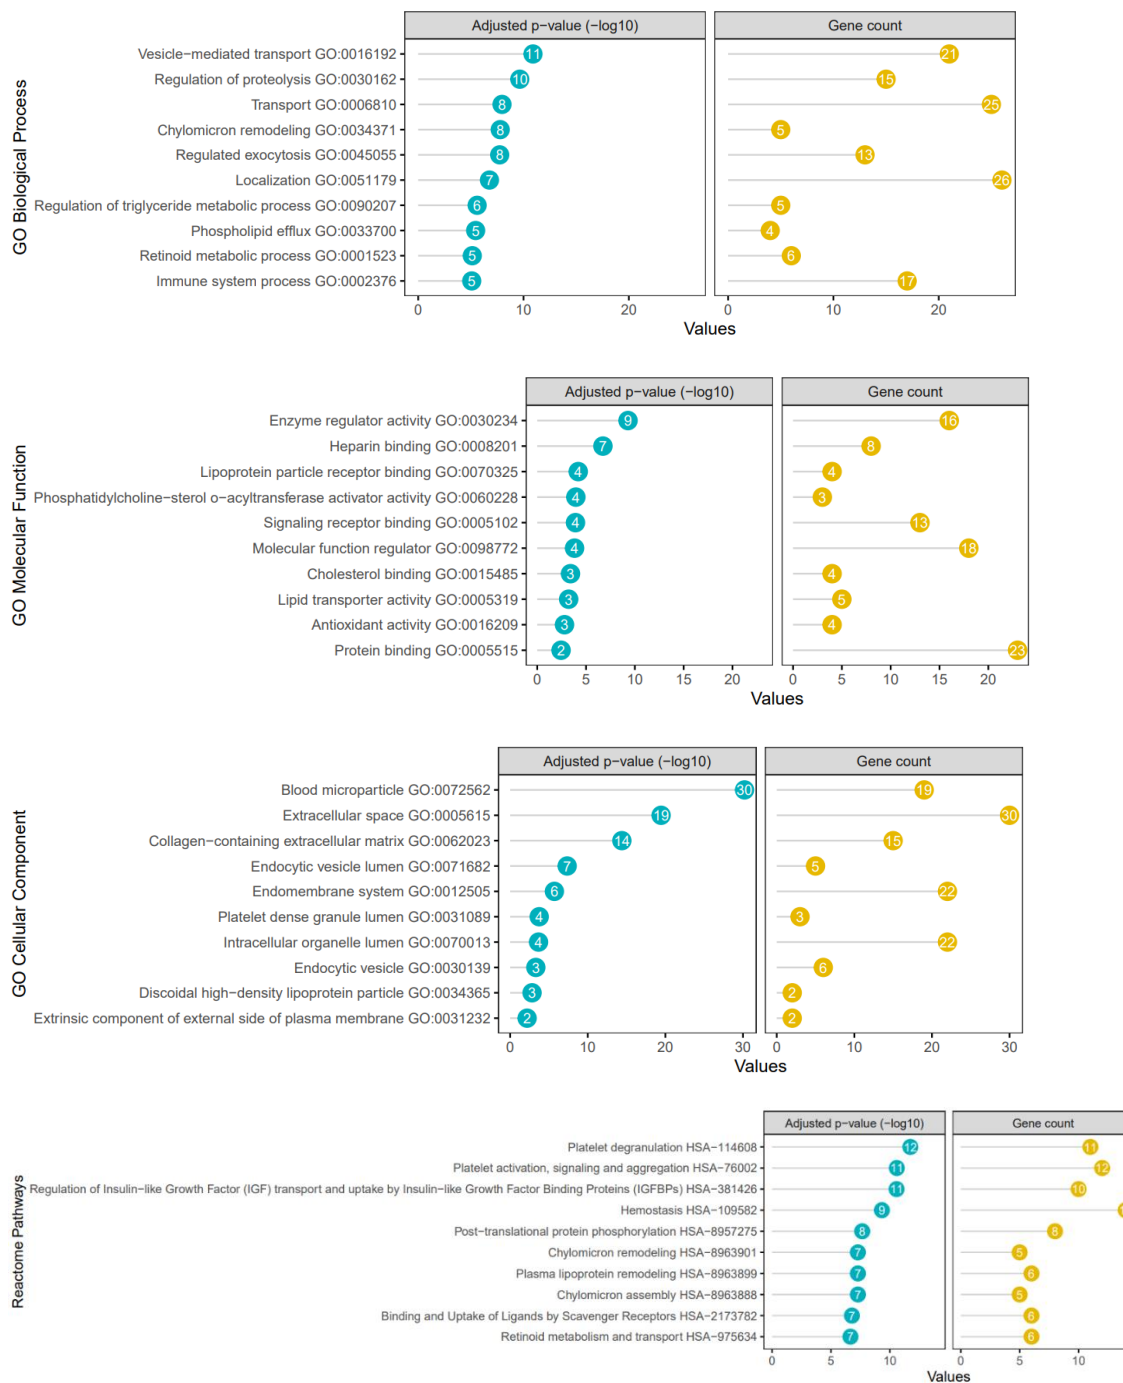 GO Biological Process
Adjusted p−value (−log10) Gene count
Vesicle−mediated transport GO:0016192 11 21
Regulation of proteolysis GO:0030162 10 15
Transport GO:0006810 8 25
Chylomicron remodeling GO:0034371 8 5
Regulated exocytosis GO:0045055 8 13
Localization GO:0051179 7 26
Regulation of triglyceride metabolic process GO:0090207 6 5
Phospholipid efflux GO:0033700 5 4
Retinoid metabolic process GO:0001523 5 6
Immune system process GO:0002376 5 17
0 10 20 0 10 20
Values
GO Molecular Function
Adjusted p−value (−log10) Gene count
Enzyme regulator activity GO:0030234 9 16
Heparin binding GO:0008201 7 8
Lipoprotein particle receptor binding GO:0070325 4 4
Phosphatidylcholine−sterol o−acyltransferase activator activity GO:0060228 4 3
Signaling receptor binding GO:0005102 4 13
Molecular function regulator GO:0098772 4 18
Cholesterol binding GO:0015485 3 4
Lipid transporter activity GO:0005319 3 5
Antioxidant activity GO:0016209 3 4
Protein binding GO:0005515 2 23
0 5 10 15 20 0 5 10 15 20
Values
GO Cellular Component
Adjusted p−value (−log10) Gene count
Blood microparticle GO:0072562 30 19
Extracellular space GO:0005615 19 30
Collagen−containing extracellular matrix GO:0062023 14 15
Endocytic vesicle lumen GO:0071682 7 5
Endomembrane system GO:0012505 6 22
Platelet dense granule lumen GO:0031089 4 3
Intracellular organelle lumen GO:0070013 4 22
Endocytic vesicle GO:0030139 3 6
Discoidal high−density lipoprotein particle GO:0034365 3 2
Extrinsic component of external side of plasma membrane GO:0031232 2 2
0 10 20 30 0 10 20 30
Values
Reactome Pathways
Adjusted p−value (−log10) Gene count
Platelet degranulation HSA−114608 12 11
Platelet activation, signaling and aggregation HSA−76002 11 12
Regulation of Insulin−like Growth Factor (IGF) transport and uptake by Insulin−like Growth Factor Binding Proteins (IGFBPs) HSA−381426 11 10
Hemostasis HSA−109582 9
Post−translational protein phosphorylation HSA−8957275 8 8
Chylomicron remodeling HSA−8963901 7 5
Plasma lipoprotein remodeling HSA−8963899 7 6
Chylomicron assembly HSA−8963888 7 5
Binding and Uptake of Ligands by Scavenger Receptors HSA−2173782 7 6
Retinoid metabolism and transport HSA−975634 7 6
0 5 10 0 5 10
Values